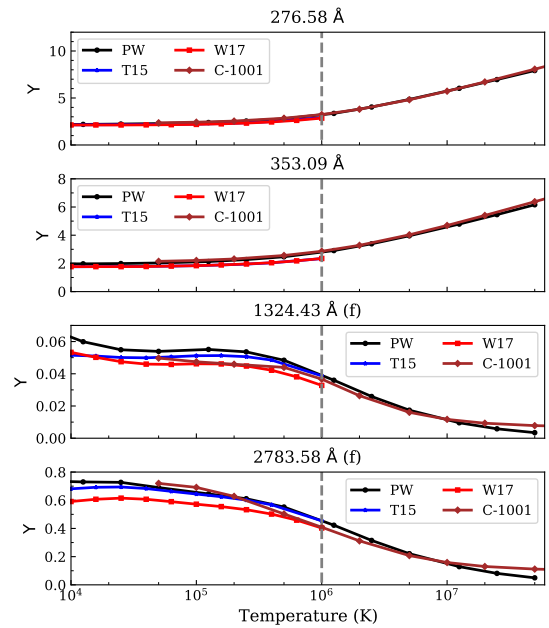 276.58 Å
10
5
0
Y
PW
T15
W17
C-1001
353.09 Å
8
6
4
2
0
Y
PW
T15
W17
C-1001
1324.43 Å (f)
0.06
0.04
0.02
0.00
Y
PW
T15
W17
C-1001
2783.58 Å (f)
0.8
0.6
0.4
0.2
0.0
Y
PW
T15
W17
C-1001
10⁴ 10⁵ 10⁶ 10⁷
Temperature (K)